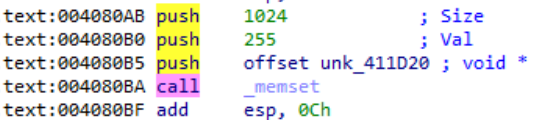 text:004080AB push 1024 ; Size
text:004080B0 push 255 ; Val
text:004080B5 push offset unk_411D20 ; void *
text:004080BA call _memset
text:004080BF add esp, 0Ch